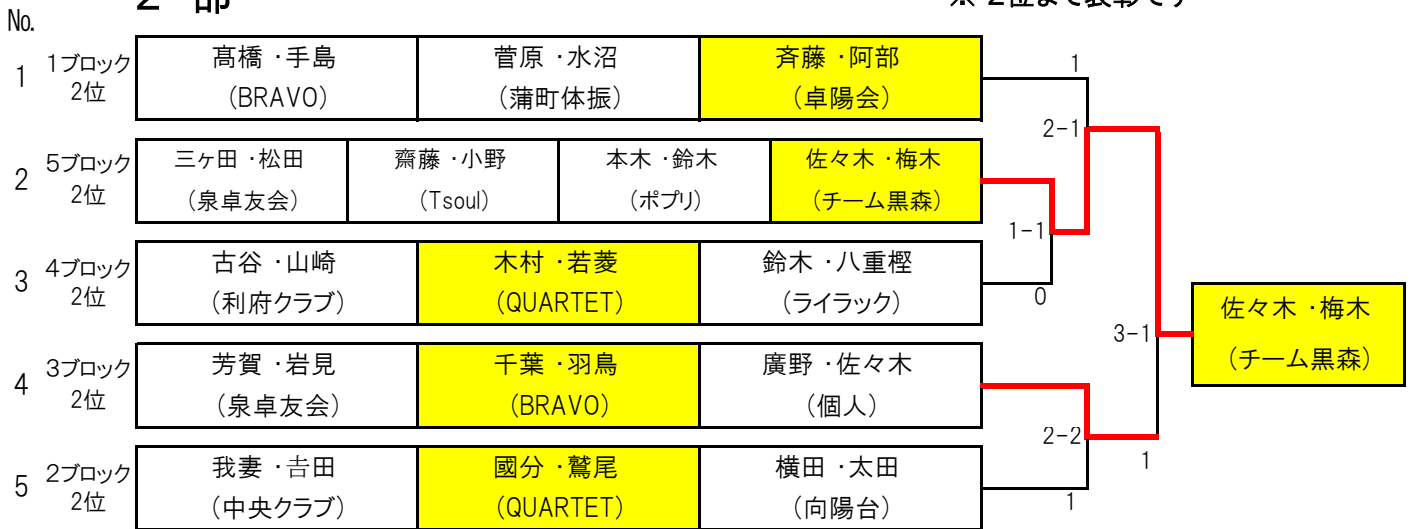 2 部
※ 2位まで表彰です
No.
1 1ブロック 2位
髙橋 ・手島 菅原 ・水沼 斉藤 ・阿部
（BRAVO） （蒲町体振） （卓陽会）
1
2-1
2 5ブロック 2位
三ヶ田 ・松田 齋藤 ・小野 本木 ・鈴木 佐々木 ・梅木
（泉卓友会） （Tsoul） （ポプリ） （チーム黒森）
1-1
3 4ブロック 2位
古谷 ・山崎 木村 ・若菱 鈴木 ・八重樫
（利府クラブ） （QUARTET） （ライラック）
0
佐々木 ・梅木
（チーム黒森）
3-1
4 3ブロック 2位
芳賀 ・岩見 千葉 ・羽鳥 廣野 ・佐々木
（泉卓友会） （BRAVO） （個人）
2-2
1
5 2ブロック 2位
我妻 ・𠮷田 國分 ・鷲尾 横田 ・太田
（中央クラブ） （QUARTET） （向陽台）
1